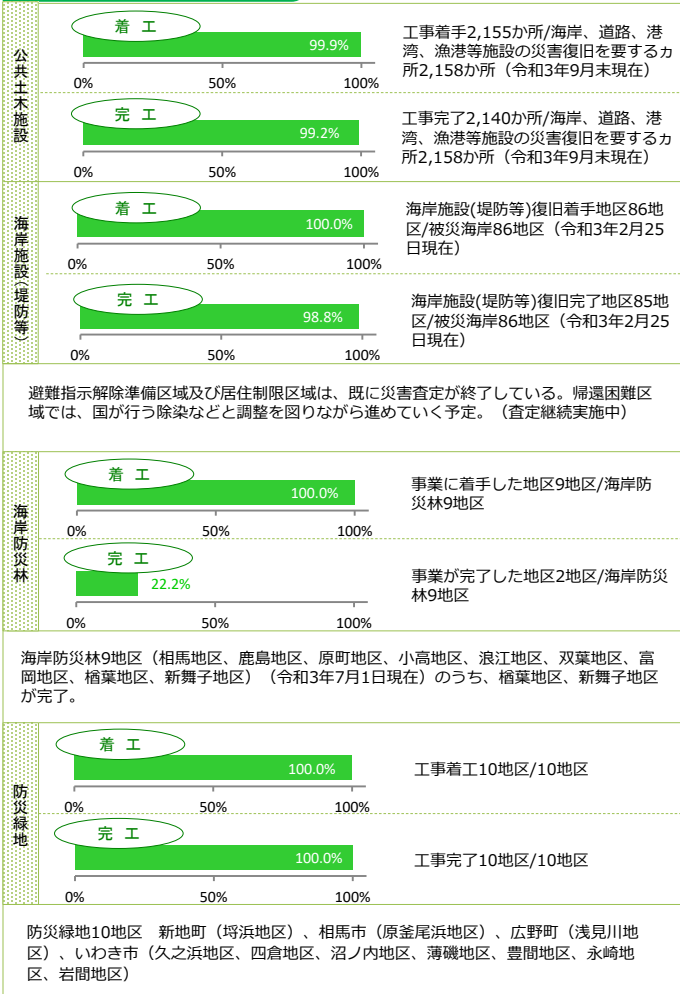 公共土木施設
着 工
99.9%
0% 50% 100%
工事着手2,155か所/海岸、道路、港
湾、漁港等施設の災害復旧を要するヵ
所2,158か所（令和3年9月末現在）
完 工
99.2%
0% 50% 100%
工事完了2,140か所/海岸、道路、港
湾、漁港等施設の災害復旧を要するヵ
所2,158か所（令和3年9月末現在）
海岸施設(堤防等)
着 工
100.0%
0% 50% 100%
海岸施設(堤防等)復旧着手地区86地
区/被災海岸86地区（令和3年2月25
日現在）
完 工
98.8%
0% 50% 100%
海岸施設(堤防等)復旧完了地区85地
区/被災海岸86地区（令和3年2月25
日現在）
避難指示解除準備区域及び居住制限区域は、既に災害査定が終了している。帰還困難区
域では、国が行う除染などと調整を図りながら進めていく予定。（査定継続実施中）
海岸防災林
着 工
100.0%
0% 50% 100%
事業に着手した地区9地区/海岸防
災林9地区
完 工
22.2%
0% 50% 100%
事業が完了した地区2地区/海岸防災
林9地区
海岸防災林9地区（相馬地区、鹿島地区、原町地区、小高地区、浪江地区、双葉地区、富
岡地区、楢葉地区、新舞子地区）（令和3年7月1日現在）のうち、楢葉地区、新舞子地区
が完了。
防災緑地
着 工
100.0%
0% 50% 100%
工事着工10地区/10地区
完 工
100.0%
0% 50% 100%
工事完了10地区/10地区
防災緑地10地区　新地町（埒浜地区）、相馬市（原釜尾浜地区）、広野町（浅見川地
区）、いわき市（久之浜地区、四倉地区、沼ノ内地区、薄磯地区、豊間地区、永崎地
区、岩間地区）